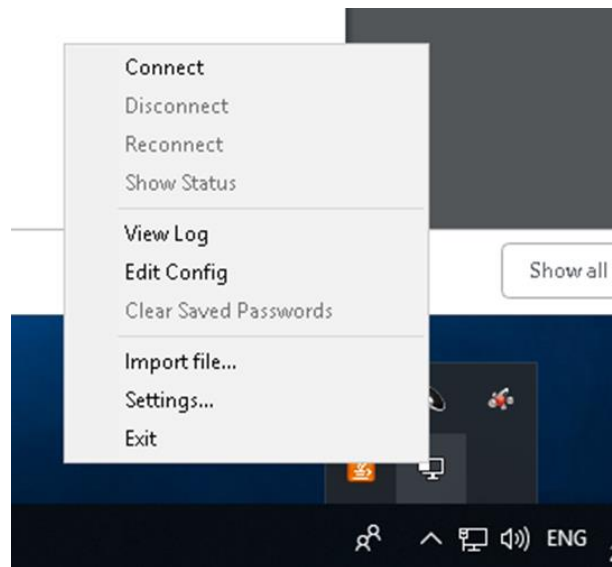 Connect
Disconnect
Reconnect
Show Status
View Log
Edit Config
Show all
Clear Saved Passwords
Import file...
Settings...
Exit
ENG